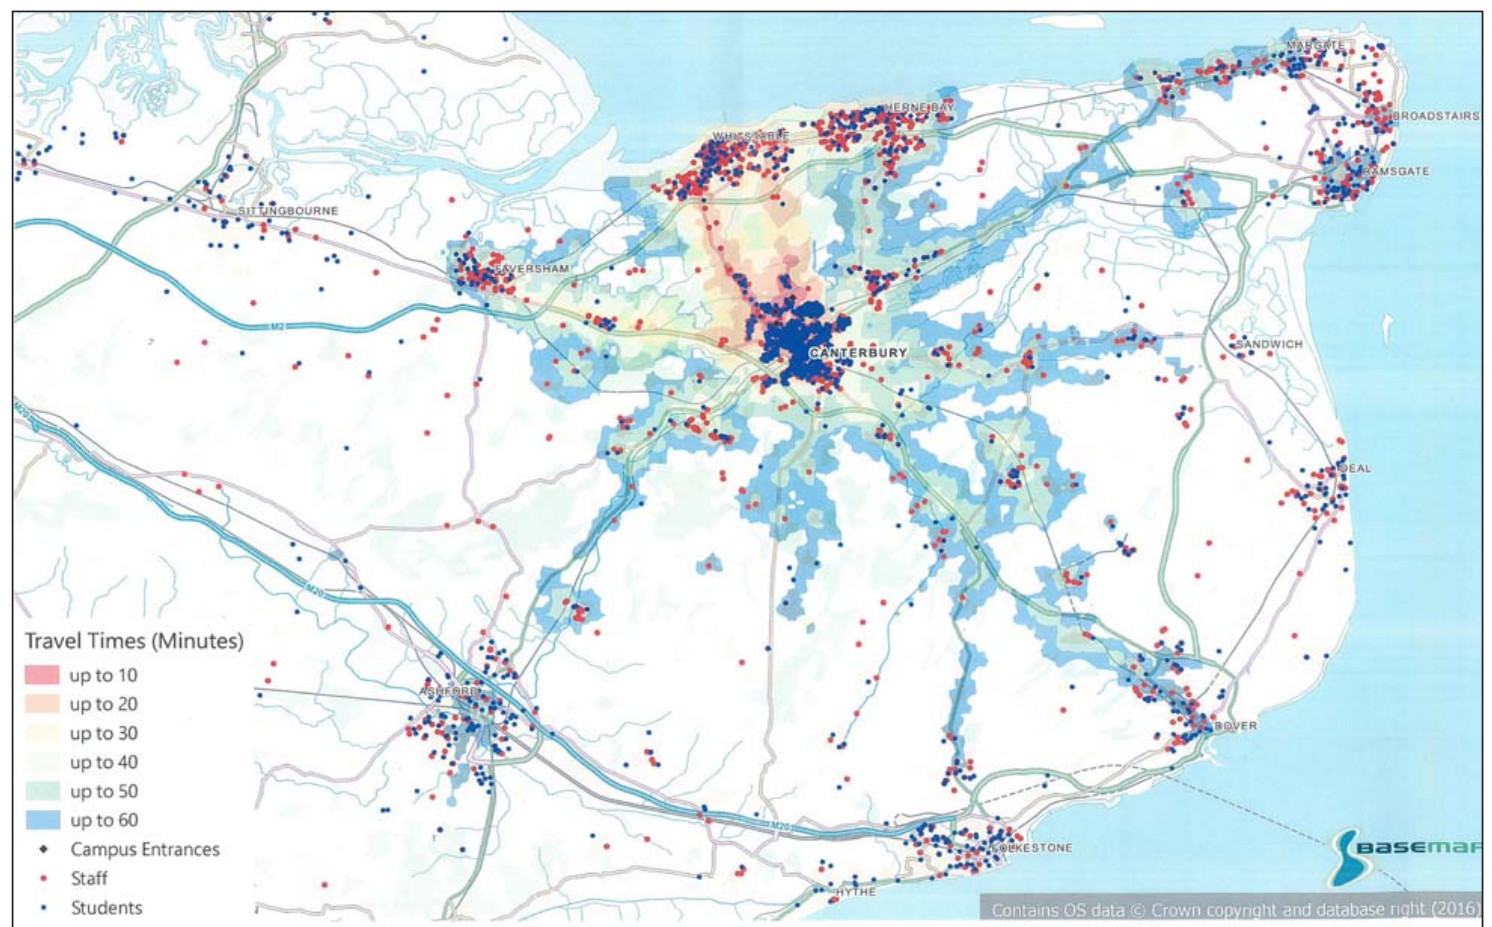 MARGATE
HERNE BAY
BROADSTAIRS
WHITSTABLE
RAMSGATE
SITTINGBOURNE
FAVERSHAM
M2
SANDWICH
CANTERBURY
M20
DEAL
M20
Travel Times (Minutes)
up to 10
up to 20
up to 30
up to 40
up to 50
up to 60
Campus Entrances
Staff
Students
ASHFORD
DOVER
M20
FOLKESTONE
HYTHE
BASEMAP
Contains OS data © Crown copyright and database right (2016)